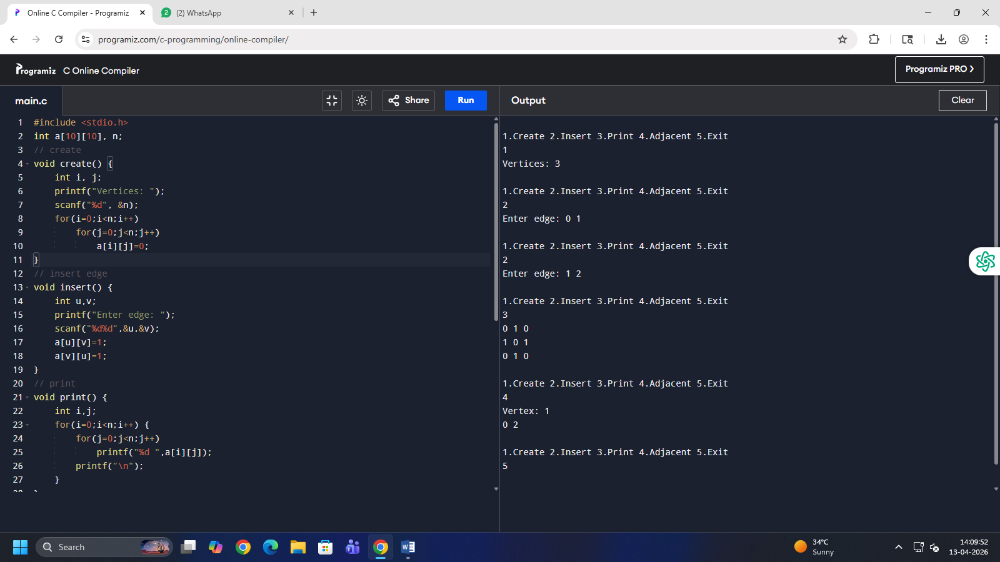 Online C Compiler - Programiz
2 (2) WhatsApp
programiz.com/c-programming/online-compiler/
Programiz C Online Compiler
Programiz PRO
main.c
Share
Run
Output
Clear
1 #include <stdio.h>
2 int a[10][10], n;
3 // create
4 void create() {
5 int i, j;
6 printf("Vertices: ");
7 scanf("%d", &n);
8 for(i=0;i<n;i++)
9 for(j=0;j<n;j++)
10 a[i][j]=0;
11 }
12 // insert edge
13 void insert() {
14 int u,v;
15 printf("Enter edge: ");
16 scanf("%d%d",&u,&v);
17 a[u][v]=1;
18 a[v][u]=1;
19 }
20 // print
21 void print() {
22 int i,j;
23 for(i=0;i<n;i++) {
24 for(j=0;j<n;j++)
25 printf("%d ",a[i][j]);
26 printf("\n");
27 }
1.Create 2.Insert 3.Print 4.Adjacent 5.Exit
1
Vertices: 3
1.Create 2.Insert 3.Print 4.Adjacent 5.Exit
2
Enter edge: 0 1
1.Create 2.Insert 3.Print 4.Adjacent 5.Exit
2
Enter edge: 1 2
1.Create 2.Insert 3.Print 4.Adjacent 5.Exit
3
0 1 0
1 0 1
0 1 0
1.Create 2.Insert 3.Print 4.Adjacent 5.Exit
4
Vertex: 1
0 2
1.Create 2.Insert 3.Print 4.Adjacent 5.Exit
5
Search
34°C
Sunny
14:09:52
13-04-2026